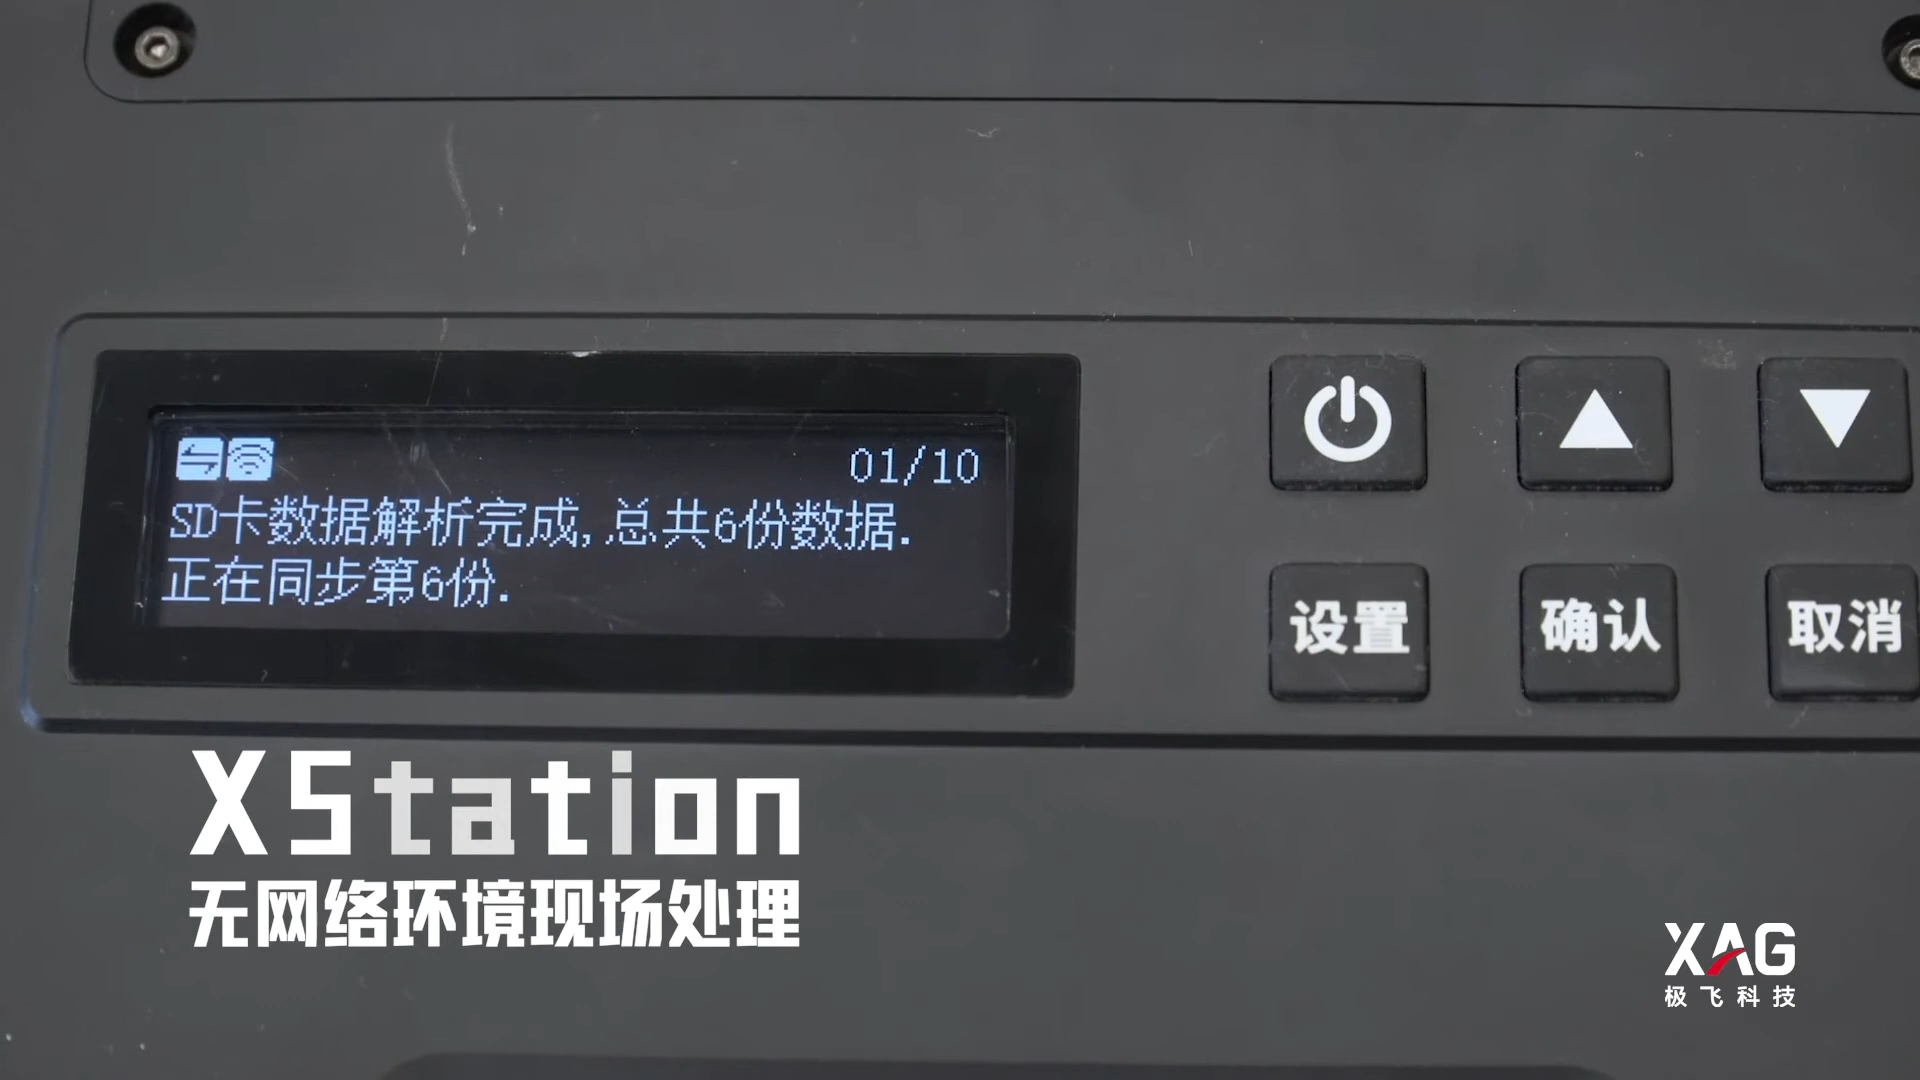 01/10
SD卡数据解析完成,总共6份数据.
正在同步第6份.
设置
确认
取消
XStation
无网络环境现场处理
XAG
极飞科技